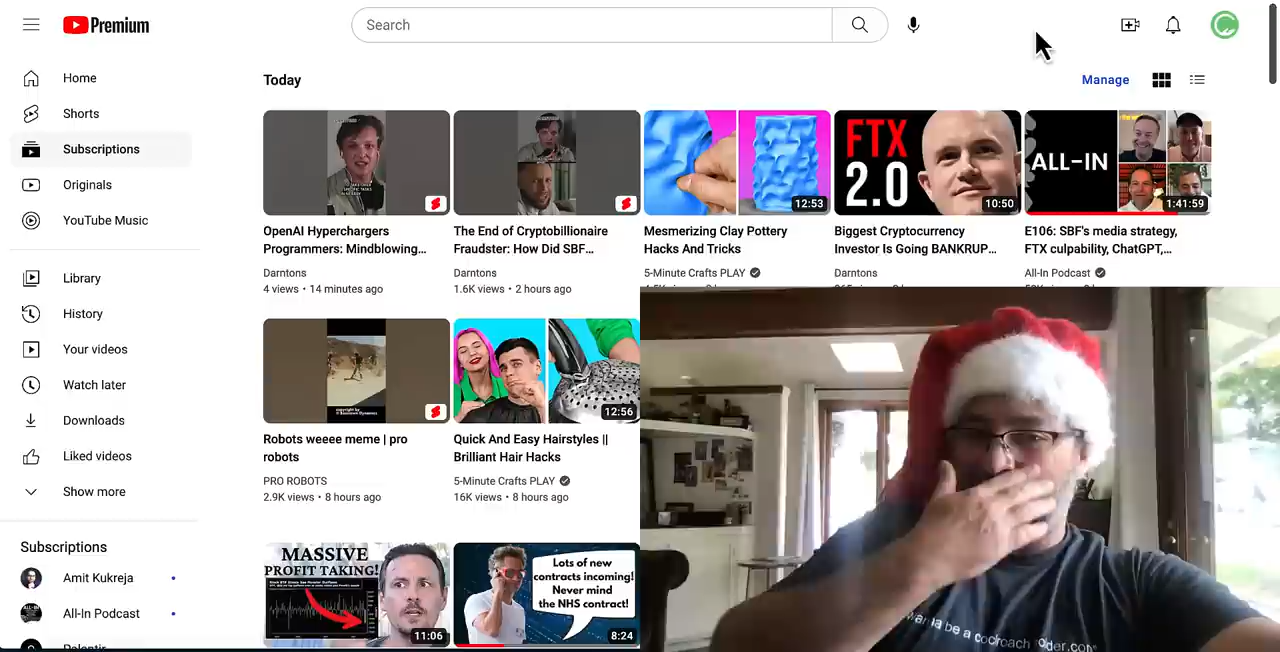 Premium
Search
Home
Shorts
Subscriptions
Originals
YouTube Music
Library
History
Your videos
Watch later
Downloads
Liked videos
Show more
Subscriptions
Amit Kukreja
All-In Podcast
Palantir
Today
Manage
OpenAI Hyperchargers
Programmers: Mindblowing...
Darntons
4 views • 14 minutes ago
The End of Cryptobillionaire
Fraudster: How Did SBF...
Darntons
1.6K views • 2 hours ago
12:53
Mesmerizing Clay Pottery
Hacks And Tricks
5-Minute Crafts PLAY
FTX
2.0
10:50
Biggest Cryptocurrency
Investor Is Going BANKRUP...
Darntons
ALL-IN
1:41:59
E106: SBF's media strategy,
FTX culpability, ChatGPT,...
All-In Podcast
Robots weeee meme | pro
robots
PRO ROBOTS
2.9K views • 8 hours ago
12:56
Quick And Easy Hairstyles ||
Brilliant Hair Hacks
5-Minute Crafts PLAY
16K views • 8 hours ago
MASSIVE
PROFIT TAKING!
11:06
Lots of new
contracts incoming!
Never mind
the NHS contract!
8:24
be a